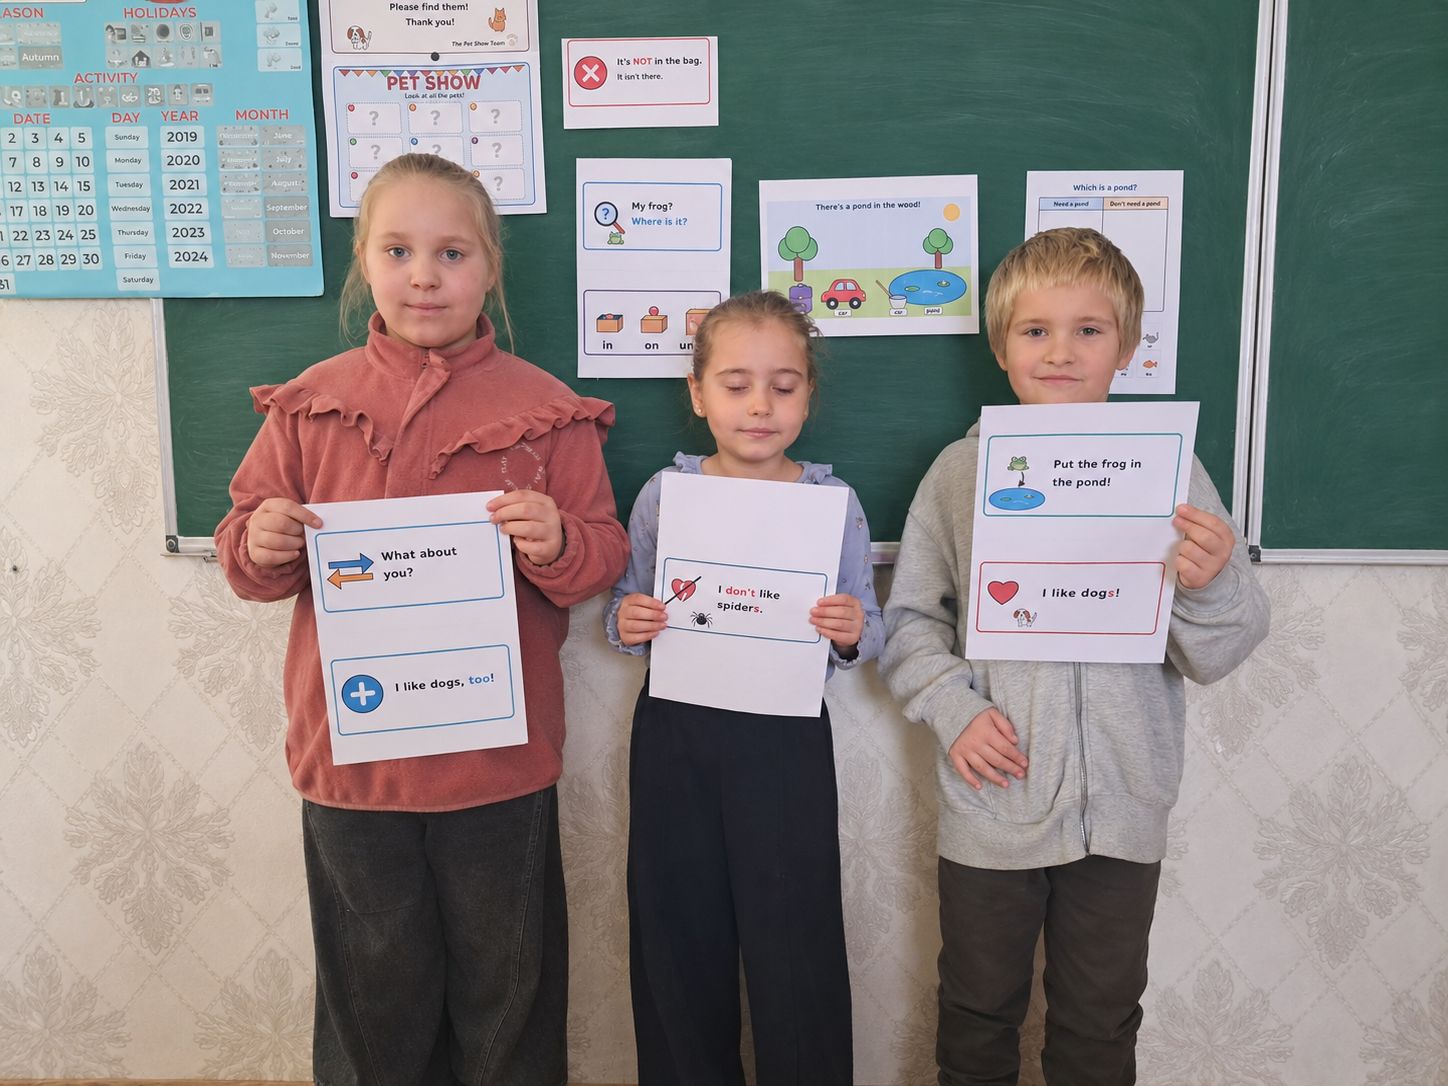 ASON
HOLIDAYS
Autumn
ACTIVITY
DATE
DAY
YEAR
MONTH
2 3 4 5
7 8 9 10
12 13 14 15
17 18 19 20
22 23 24 25
26 27 28 29 30
31
Sunday
Monday
Tuesday
Wednesday
Thursday
Friday
Saturday
2019
2020
2021
2022
2023
2024
June
July
August
September
October
November
Please find them!
Thank you!
The Pet Show Team
PET SHOW
Look at all the pets!
? ? ?
? ? ?
?
It's NOT in the bag.
It isn't there.
?
My frog?
Where is it?
in on un
There's a pond in the wood!
car
pond
Which is a pond?
Need a pond
Don't need a pond
What about
you?
I like dogs, too!
I don't like
spiders.
Put the frog in
the pond!
I like dogs!